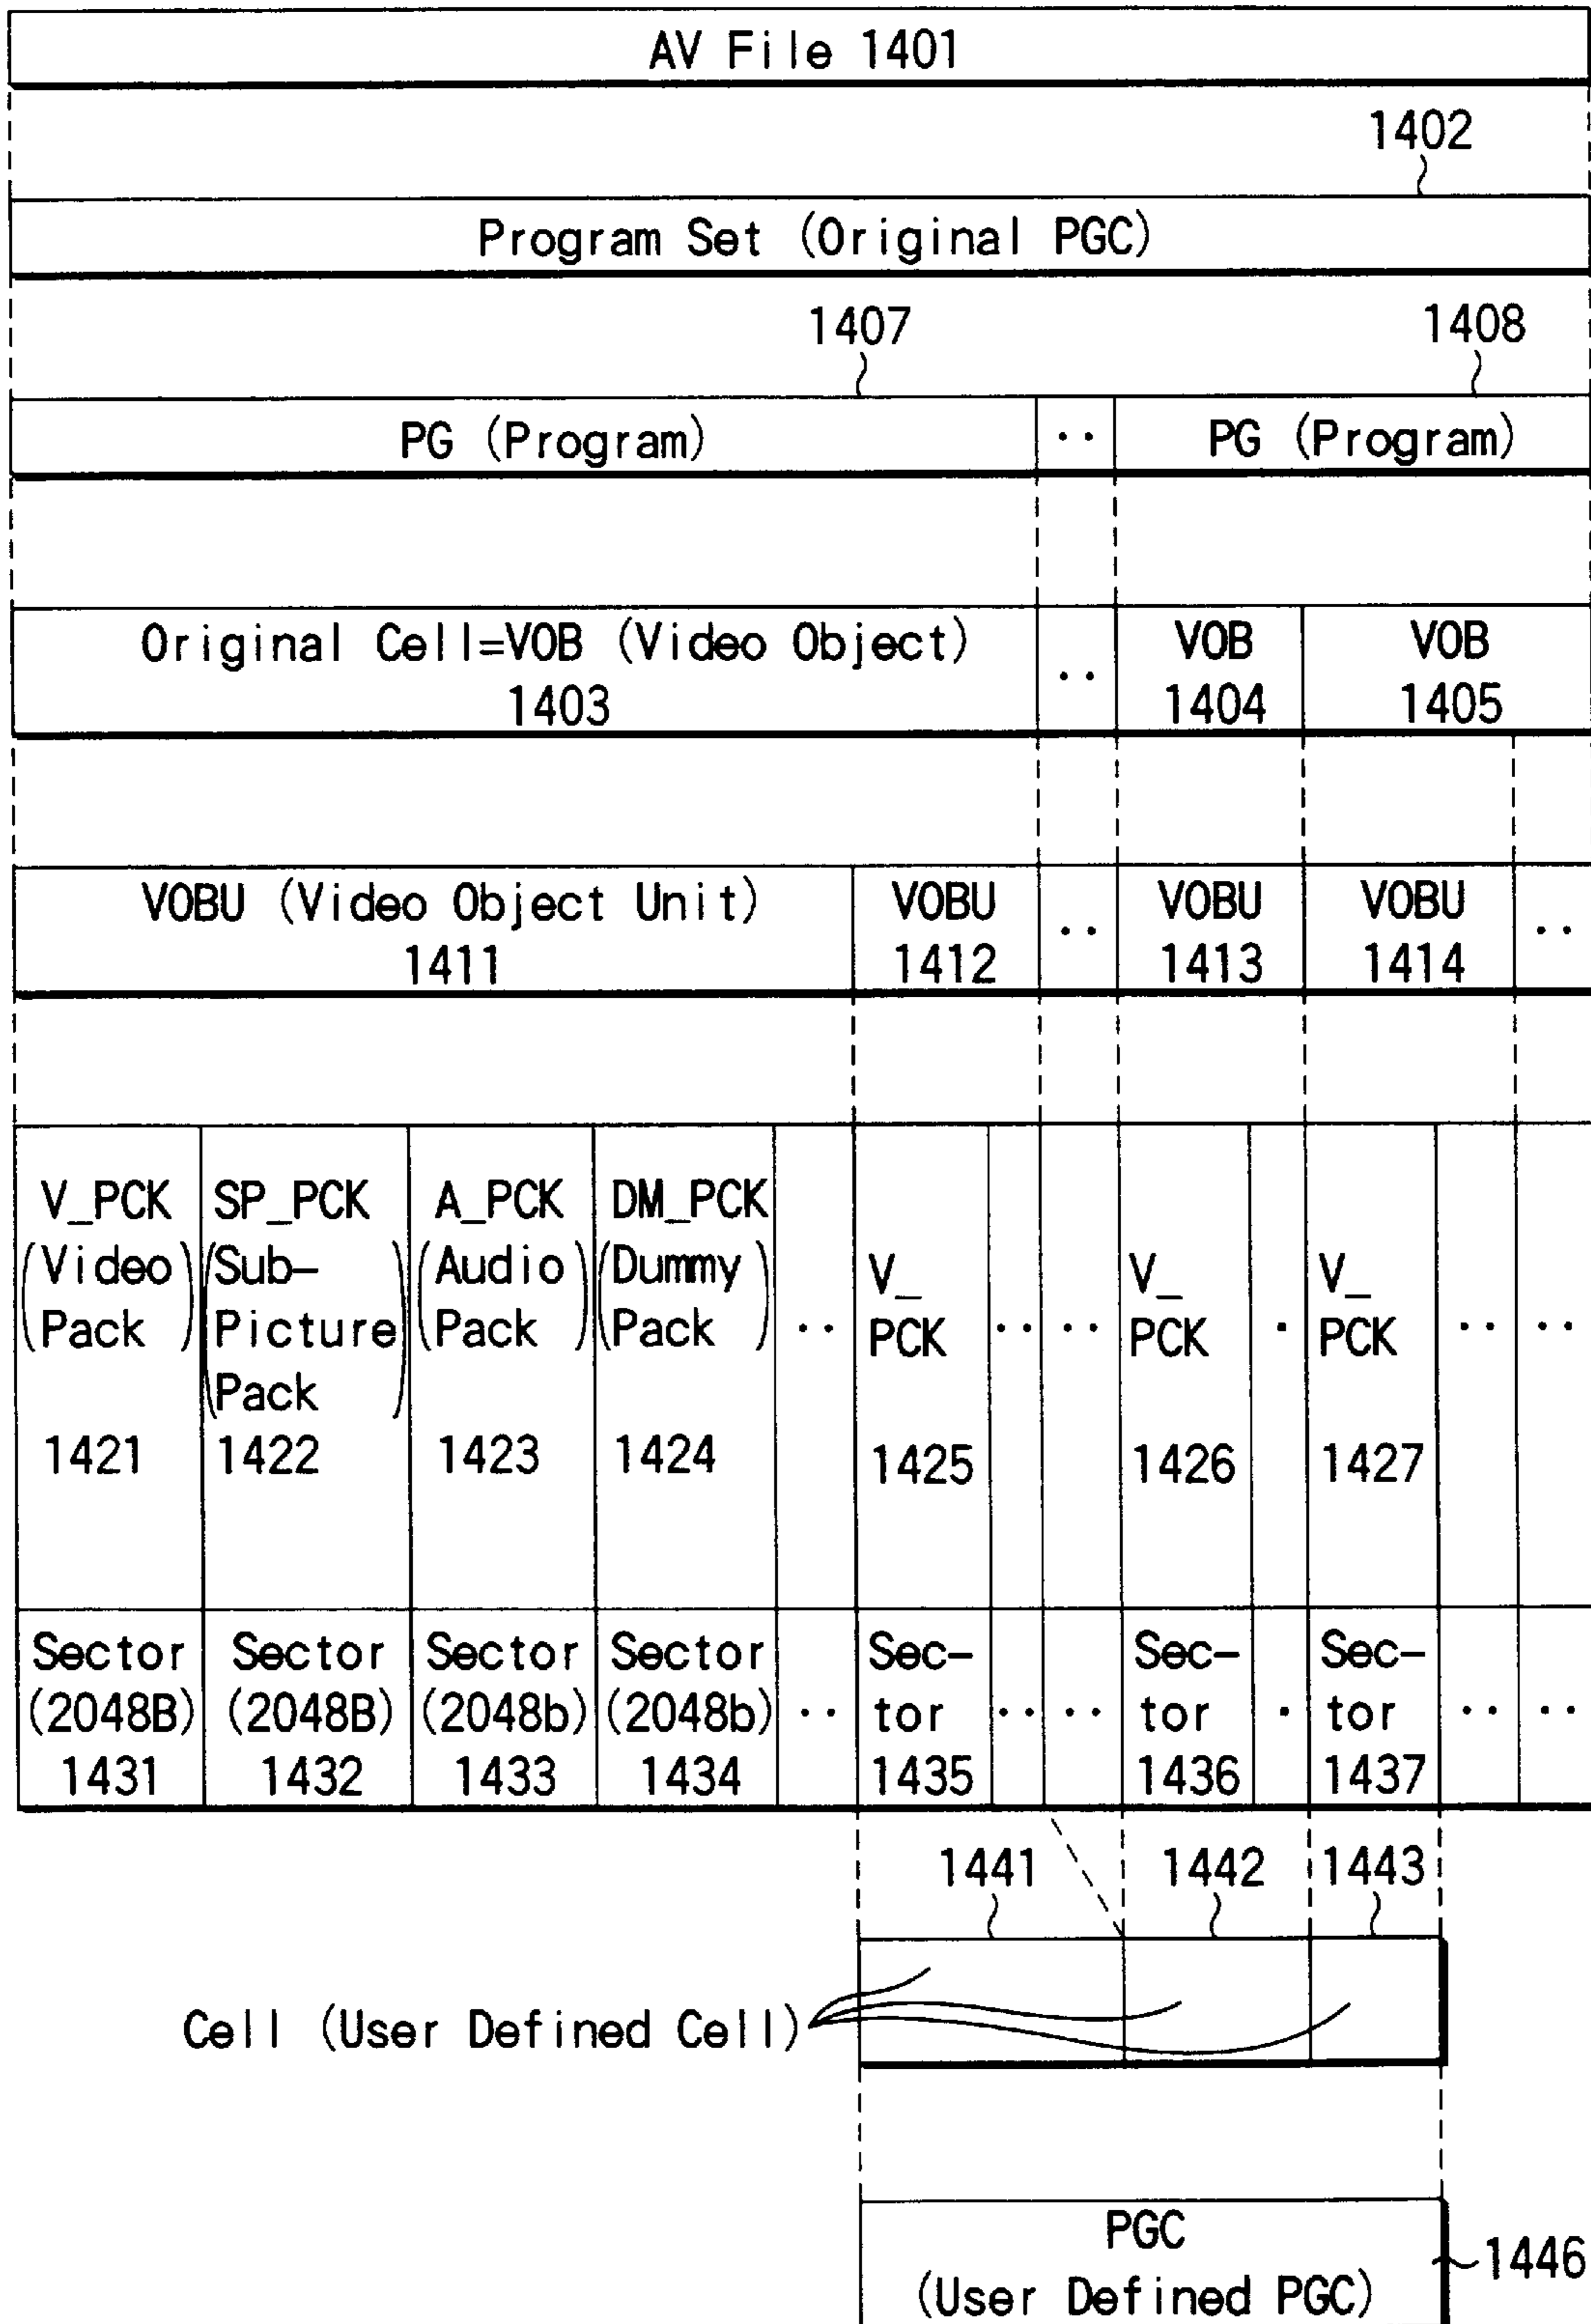 AV File 1401
1402
Program Set (Original PGC)
1407 1408
PG (Program) ·· PG (Program)
Original Cell=VOB (Video Object) VOB VOB
1403 ·· 1404 1405
VOBU (Video Object Unit) VOBU VOBU VOBU
1411 1412 ·· 1413 1414 ··
V_PCK SP_PCK A_PCK DM_PCK
(Video (Sub- (Audio (Dummy V_ V_ V_
Pack) Picture Pack) Pack) ·· PCK ·· ·· PCK · PCK ·· ··
Pack)
1421 1422 1423 1424 1425 1426 1427
Sector Sector Sector Sector Sec- Sec- Sec-
(2048B) (2048B) (2048b) (2048b) ·· tor ·· ·· tor · tor ·· ··
1431 1432 1433 1434 1435 1436 1437
1441 1442 1443
Cell (User Defined Cell)
PGC
1446
(User Defined PGC)